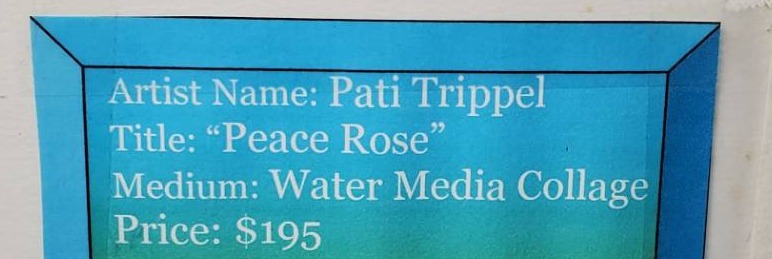 Artist Name: Pati Trippel
Title: “Peace Rose”
Medium: Water Media Collage
Price: $195